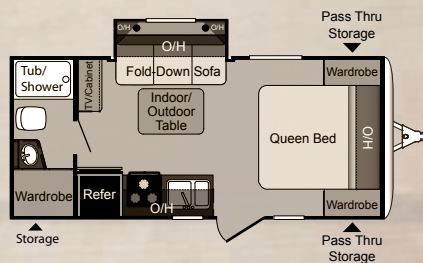 Pass Thru
Storage
O/H
O/H
O/H
Tub/
Shower
TV/Cabinet
Fold-Down Sofa
Wardrobe
Indoor/
Outdoor
Table
Queen Bed
O/H
Wardrobe
Refer
O/H
Wardrobe
Storage
Pass Thru
Storage